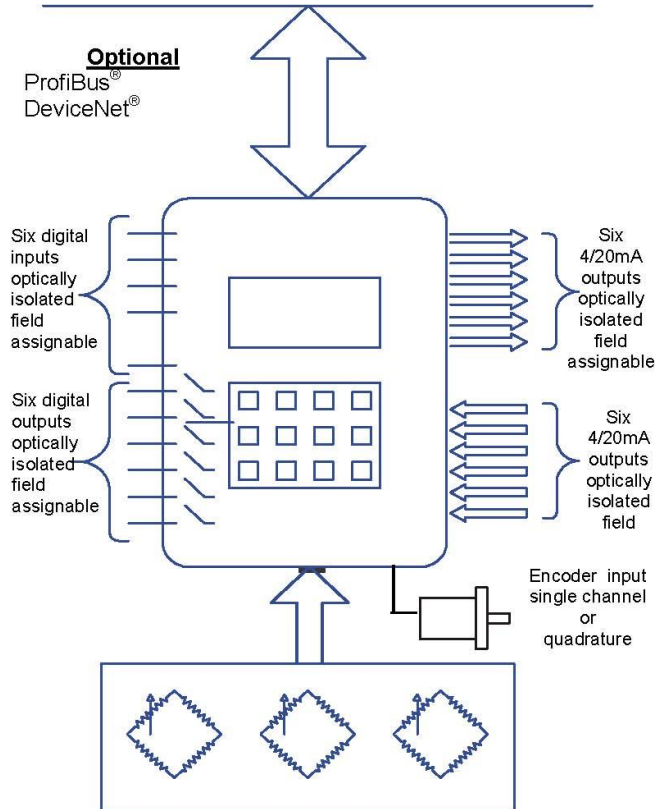 Optional
ProfiBus®
DeviceNet®
Six digital
inputs
optically
isolated
field
assignable
Six digital
outputs
optically
isolated
field
assignable
Six
4/20mA
outputs
optically
isolated
field
assignable
Six
4/20mA
outputs
optically
isolated
field
Encoder input
single channel
or
quadrature